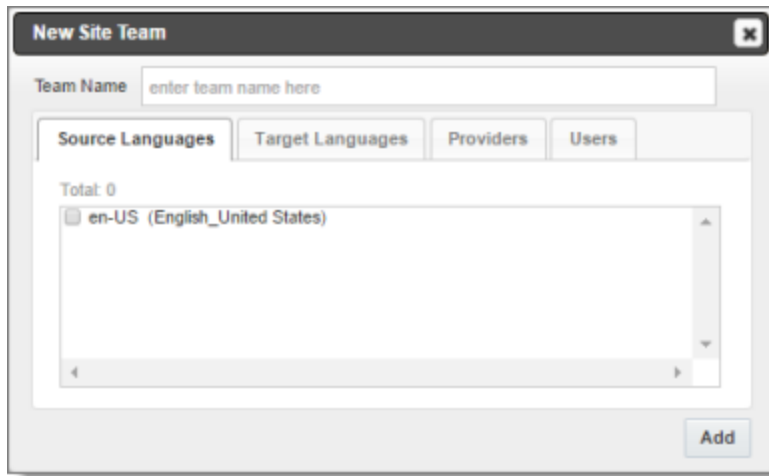 New Site Team
Team Name enter team name here
Source Languages Target Languages Providers Users
Total: 0
en-US (English_United States)
Add